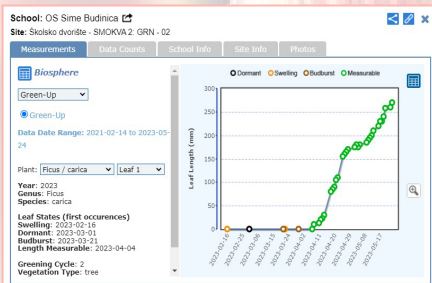 School: OS Sime Budinica
Site: Školsko dvorište - SMOKVA 2: GRN - 02
Measurements Data Counts School Info Site Info Photos
Biosphere
Green-Up
Green-Up
Data Date Range: 2021-02-14 to 2023-05-
24
Plant: Ficus / carica Leaf 1
Year: 2023
Genus: Ficus
Species: carica
Leaf States (first occurences)
Swelling: 2023-02-16
Dormant: 2023-03-01
Budburst: 2023-03-21
Length Measurable: 2023-04-04
Greening Cycle: 2
Vegetation Type: tree
Dormant Swelling Budburst Measurable
Leaf Length (mm)
300
250
200
150
100
50
0
2023-02-16
2023-02-25
2023-03-06
2023-03-15
2023-03-24
2023-04-02
2023-04-11
2023-04-20
2023-04-29
2023-05-08
2023-05-17